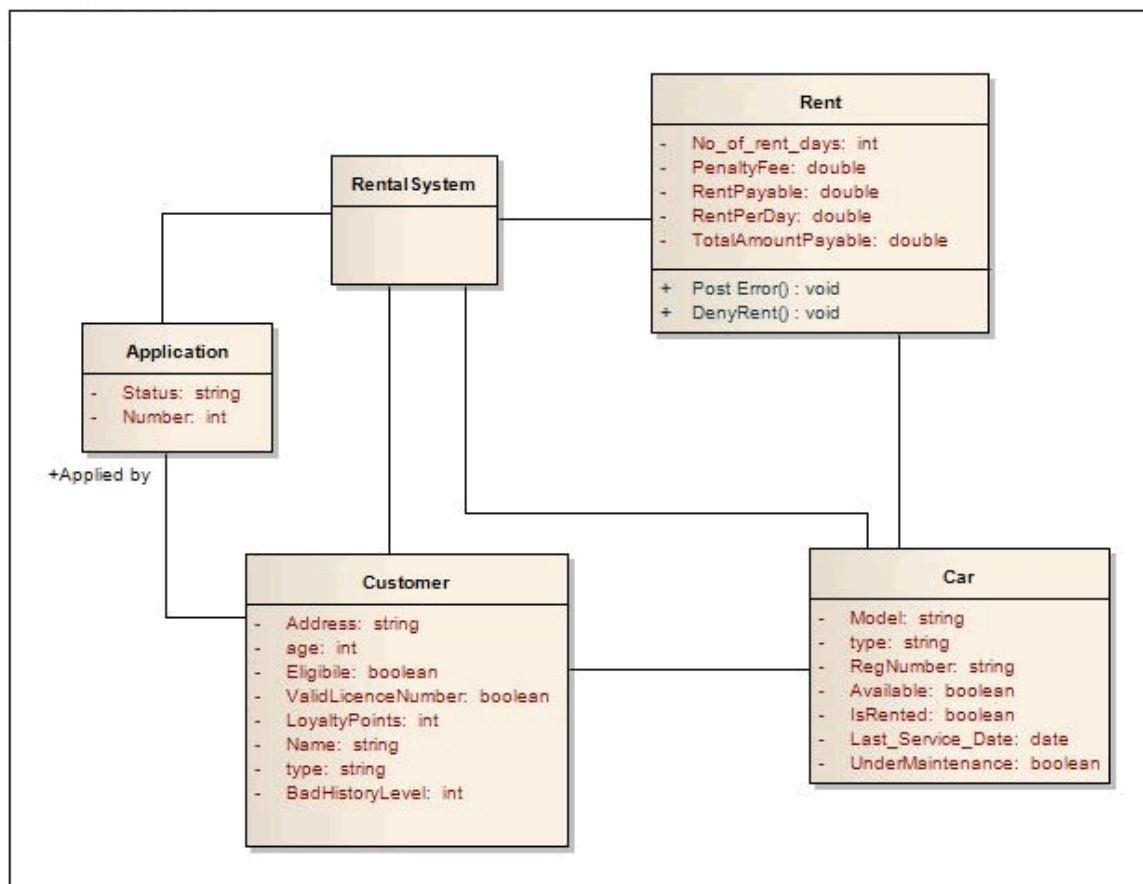 Rent
- No_of_rent_days: int
- PenaltyFee: double
- RentPayable: double
- RentPerDay: double
- TotalAmountPayable: double
+ Post Error() : void
+ DenyRent() : void
RentalSystem
Application
- Status: string
- Number: int
+Applied by
Customer
- Address: string
- age: int
- Eligibile: boolean
- ValidLicenceNumber: boolean
- LoyaltyPoints: int
- Name: string
- type: string
- BadHistoryLevel: int
Car
- Model: string
- type: string
- RegNumber: string
- Available: boolean
- IsRented: boolean
- Last_Service_Date: date
- UnderMaintenance: boolean